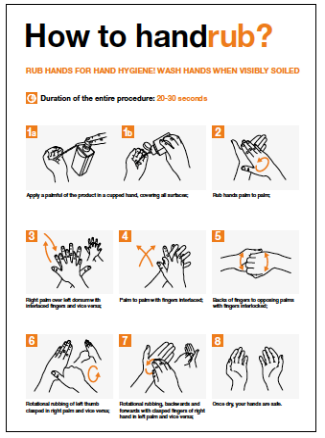 How to handrub?
RUB HANDS FOR HAND HYGIENE! WASH HANDS WHEN VISIBLY SOILED
Duration of the entire procedure: 20-30 seconds
1a
1b
2
Apply a palmful of the product in a cupped hand, covering all surfaces;
Rub hands palm to palm;
3
4
5
Right palm over left dorsum with
interlaced fingers and vice versa;
Palm to palm with fingers interlaced;
Backs of fingers to opposing palms
with fingers interlocked;
6
7
8
Rotational rubbing of left thumb
clasped in right palm and vice versa;
Rotational rubbing, backwards and
forwards with clasped fingers of right
hand in left palm and vice versa;
Once dry, your hands are safe.